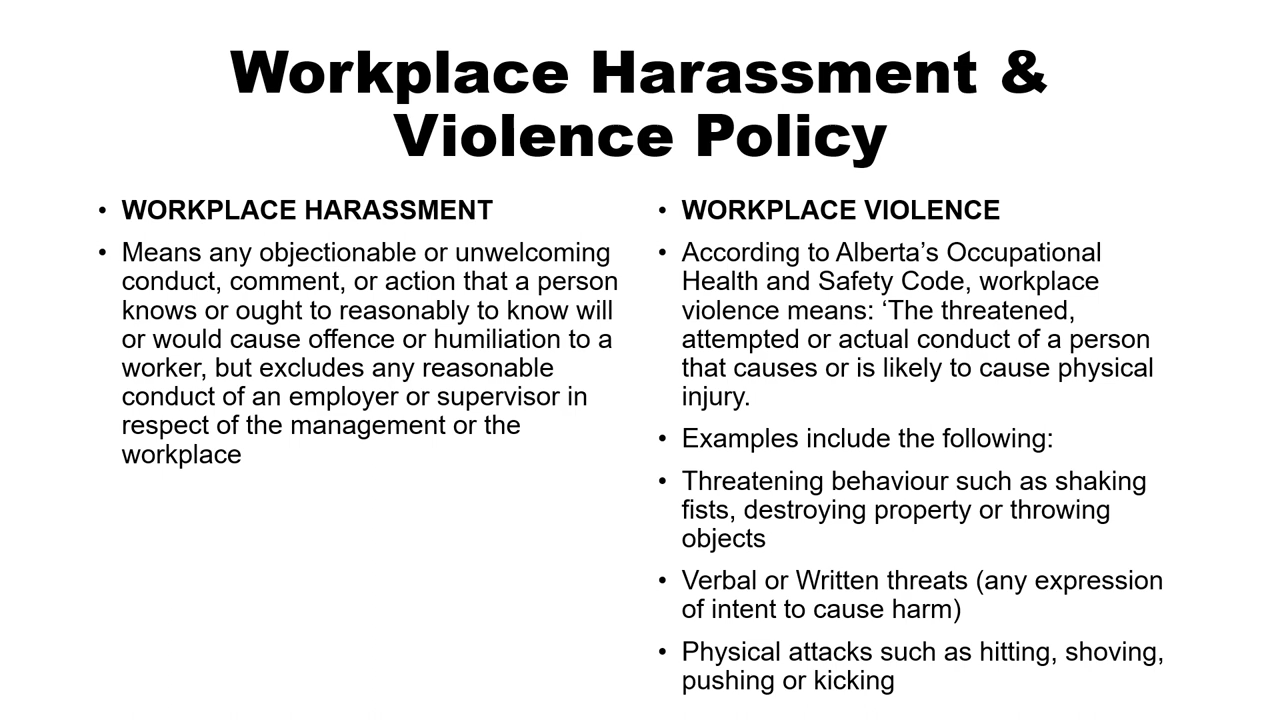 Workplace Harassment &
Violence Policy
• WORKPLACE HARASSMENT
• Means any objectionable or unwelcoming
conduct, comment, or action that a person
knows or ought to reasonably to know will
or would cause offence or humiliation to a
worker, but excludes any reasonable
conduct of an employer or supervisor in
respect of the management or the
workplace
• WORKPLACE VIOLENCE
• According to Alberta’s Occupational
Health and Safety Code, workplace
violence means: ‘The threatened,
attempted or actual conduct of a person
that causes or is likely to cause physical
injury.
• Examples include the following:
• Threatening behaviour such as shaking
fists, destroying property or throwing
objects
• Verbal or Written threats (any expression
of intent to cause harm)
• Physical attacks such as hitting, shoving,
pushing or kicking